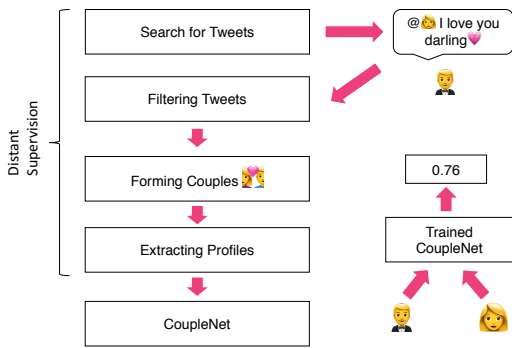 Distant
Supervision
Search for Tweets
@👩 I love you
darling💗
Filtering Tweets
Forming Couples
Extracting Profiles
CoupleNet
0.76
Trained
CoupleNet